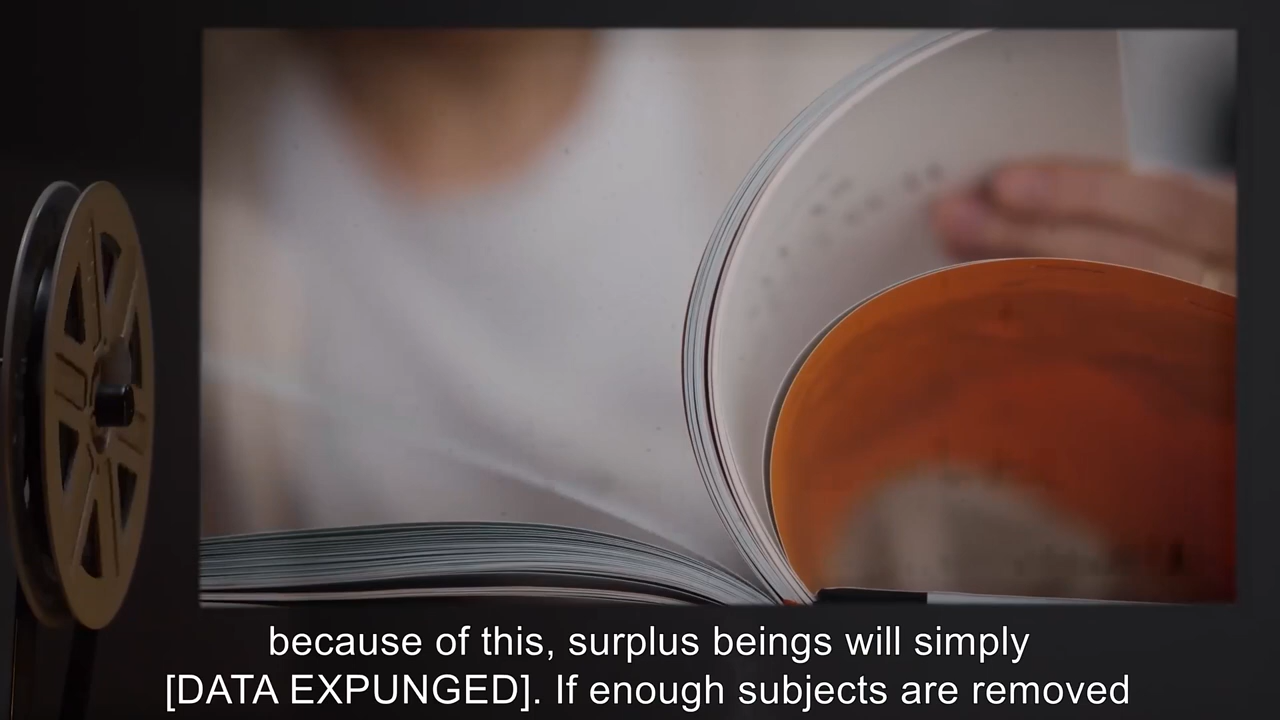 because of this, surplus beings will simply
[DATA EXPUNGED]. If enough subjects are removed